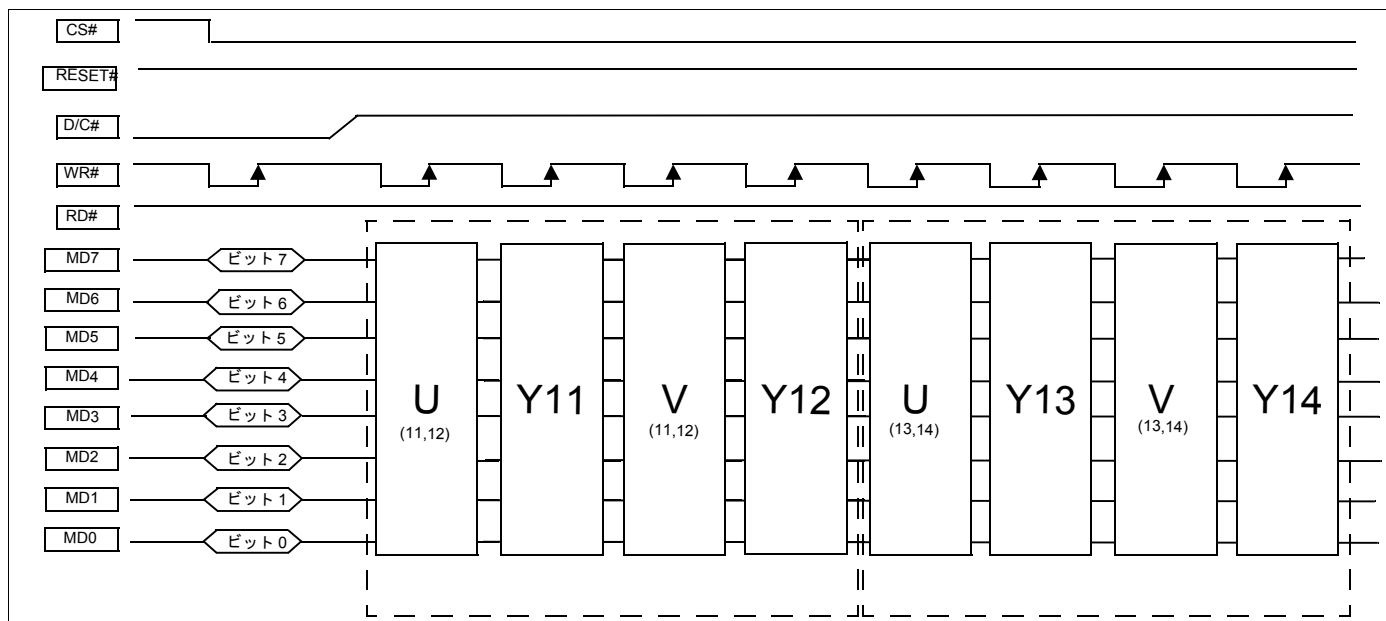 CS#
RESET#
D/C#
WR#
RD#
MD7 ビット 7
MD6 ビット 6
MD5 ビット 5
MD4 ビット 4
MD3 ビット 3
MD2 ビット 2
MD1 ビット 1
MD0 ビット 0
U Y11 V Y12 U Y13 V Y14
(11,12) (11,12) (13,14) (13,14)